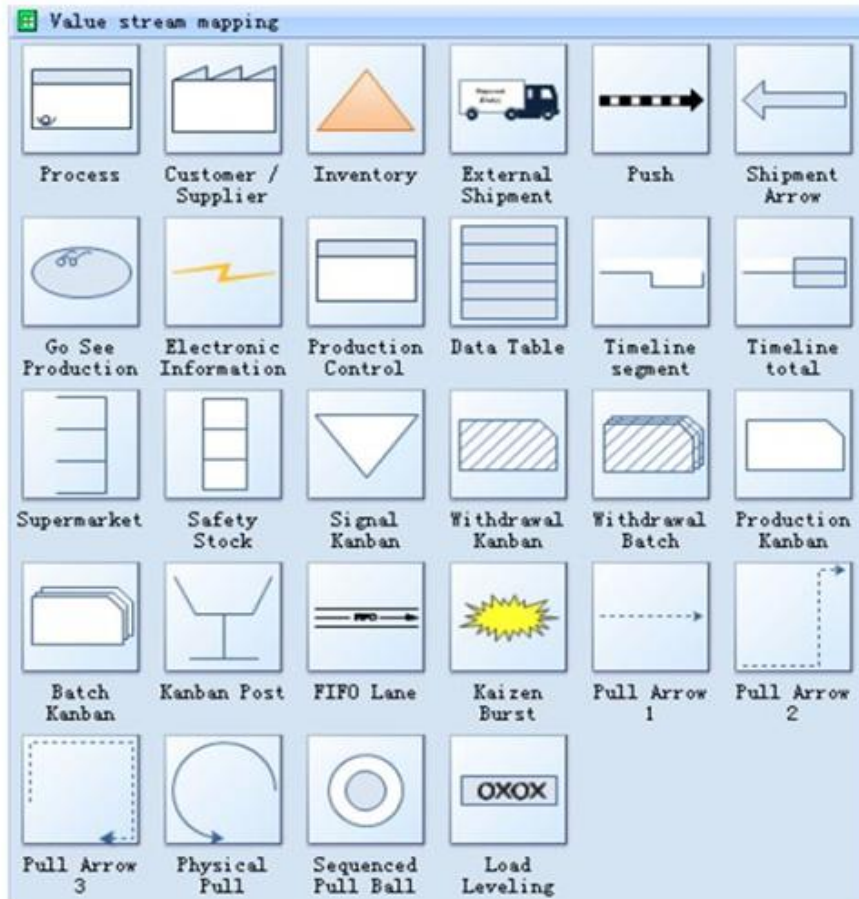 Value stream mapping
Process
Customer /
Supplier
Inventory
External
Shipment
Push
Shipment
Arrow
Go See
Production
Electronic
Information
Production
Control
Data Table
Timeline
segment
Timeline
total
Supermarket
Safety
Stock
Signal
Kanban
Withdrawal
Kanban
Withdrawal
Batch
Production
Kanban
FIFO
Batch
Kanban
Kanban Post
FIFO Lane
Kaizen
Burst
Pull Arrow
1
Pull Arrow
2
OXOX
Pull Arrow
3
Physical
Pull
Sequenced
Pull Ball
Load
Leveling